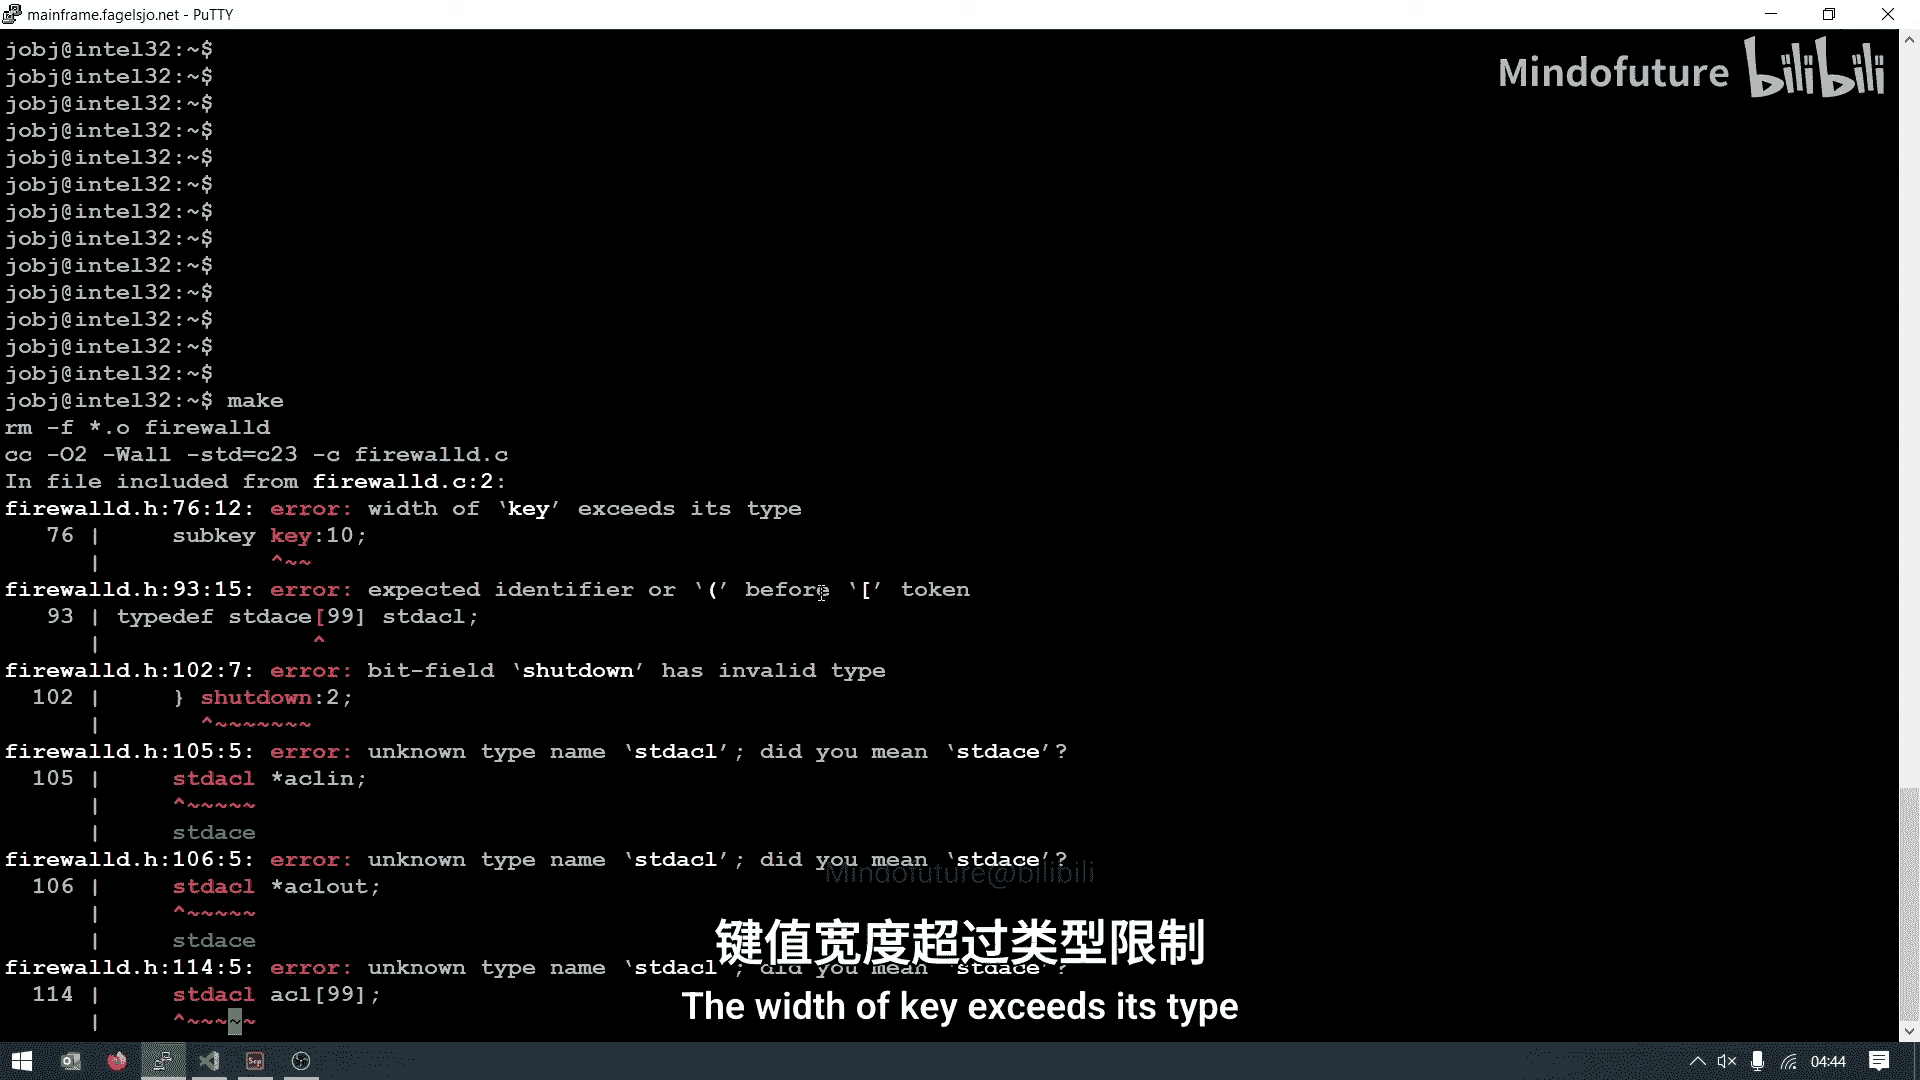 mainframe.fagelsjo.net - PuTTY
jobj@intel32:~$
jobj@intel32:~$
jobj@intel32:~$
jobj@intel32:~$
jobj@intel32:~$
jobj@intel32:~$
jobj@intel32:~$
jobj@intel32:~$
jobj@intel32:~$
jobj@intel32:~$
jobj@intel32:~$
jobj@intel32:~$
jobj@intel32:~$
jobj@intel32:~$ make
rm -f *.o firewalld
cc -O2 -Wall -std=c23 -c firewalld.c
In file included from firewalld.c:2:
firewalld.h:76:12: error: width of ‘key’ exceeds its type
76 | subkey key:10;
| ^~~
firewalld.h:93:15: error: expected identifier or ‘(’ before ‘[’ token
93 | typedef stdace[99] stdacl;
| ^
firewalld.h:102:7: error: bit-field ‘shutdown’ has invalid type
102 | } shutdown:2;
| ^~~~~~~~
firewalld.h:105:5: error: unknown type name ‘stdacl’; did you mean ‘stdace’?
105 | stdacl *aclin;
| ^~~~~~
| stdace
firewalld.h:106:5: error: unknown type name ‘stdacl’; did you mean ‘stdace’?
106 | stdacl *aclout;
| ^~~~~~
| stdace
firewalld.h:114:5: error: unknown type name ‘stdacl’; did you mean ‘stdace’?
114 | stdacl acl[99];
| ^~~~~~
Mindofuture bilibili
Mindofuture@bilibili
键值宽度超过类型限制
The width of key exceeds its type
04:44